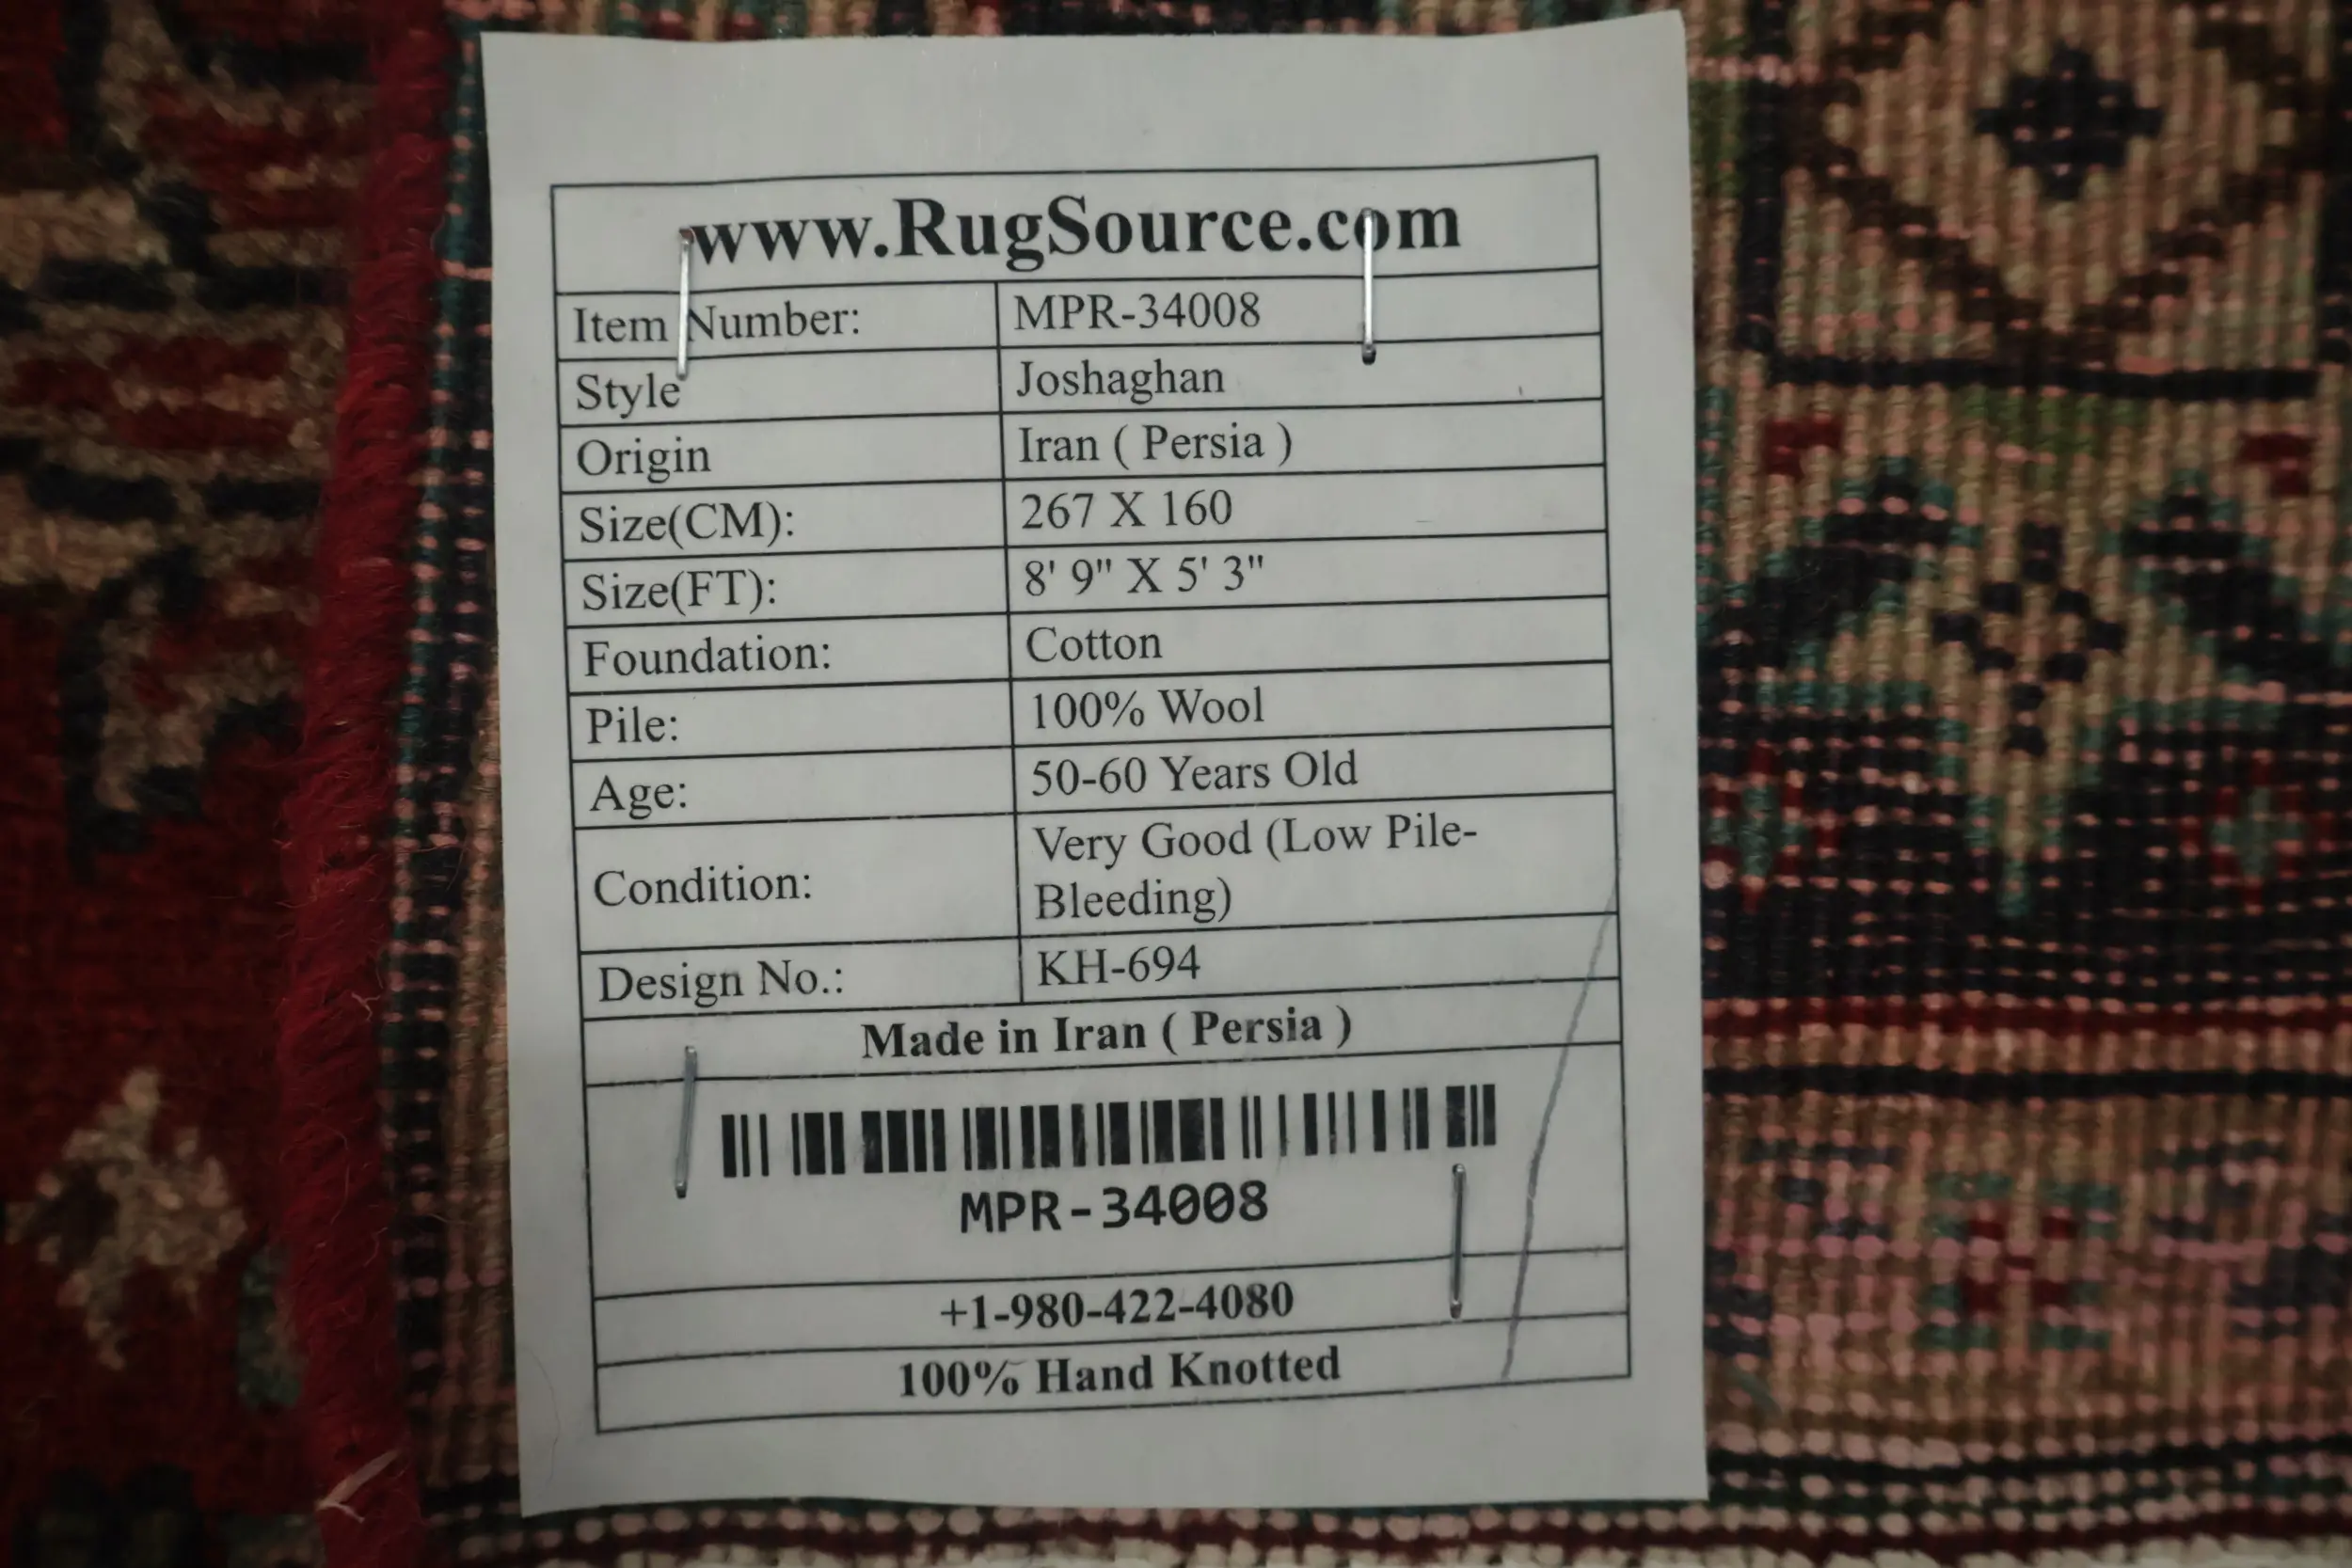 www.RugSource.com
Item Number: MPR-34008
Style Joshaghan
Origin Iran ( Persia )
Size(CM): 267 X 160
Size(FT): 8' 9" X 5' 3"
Foundation: Cotton
Pile: 100% Wool
Age: 50-60 Years Old
Condition: Very Good (Low Pile-
Bleeding)
Design No.: KH-694
Made in Iran ( Persia )
MPR-34008
+1-980-422-4080
100% Hand Knotted